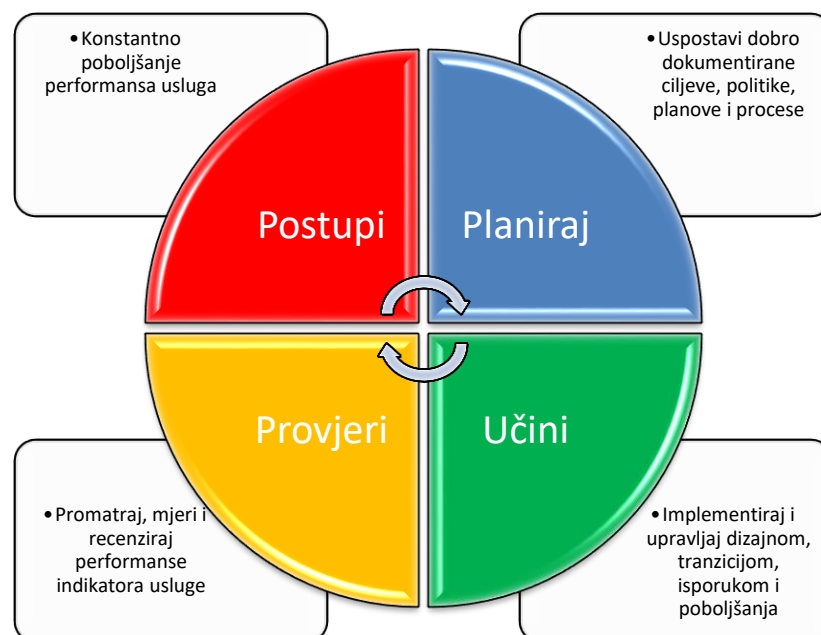 •Konstantno
poboljšanje
performansa usluga
•Uspostavi dobro
dokumentirane
ciljeve, politike,
planove i procese
Postupi
Planiraj
Provjeri
Učini
•Promatraj, mjeri i
recenziraj
performanse
indikatora usluge
•Implementiraj i
upravljaj dizajnom,
tranzicijom,
isporukom i
poboljšanja